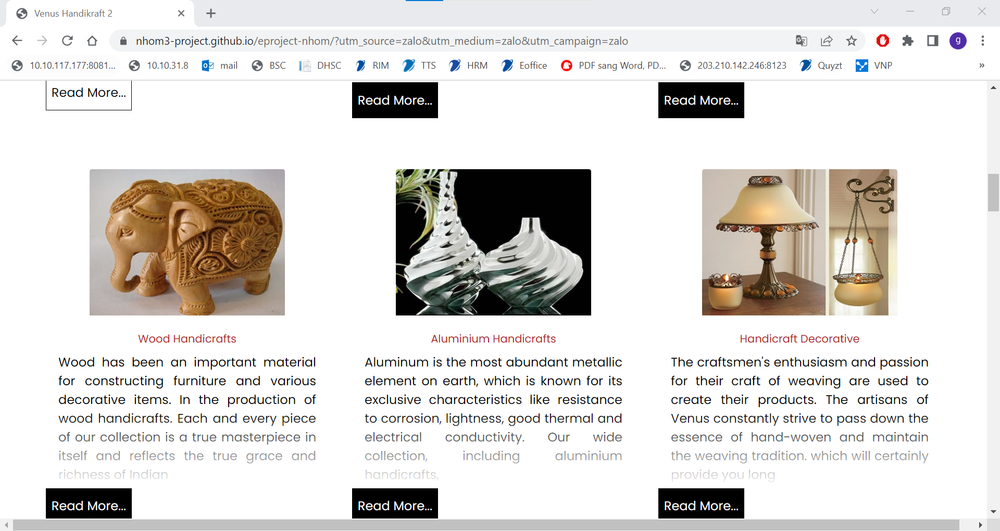 Venus Handikraft 2
nhom3-project.github.io/eproject-nhom/?utm_source=zalo&utm_medium=zalo&utm_campaign=zalo
g
10.10.117.177:8081... 10.10.31.8 mail BSC DHSC RIM TTS HRM Eoffice PDF sang Word, PD... 203.210.142.246:8123 Quyzt VNP »
Read More...
Read More...
Read More...
Wood Handicrafts
Wood has been an important material
for constructing furniture and various
decorative items. In the production of
wood handicrafts. Each and every piece
of our collection is a true masterpiece in
itself and reflects the true grace and
richness of Indian
Read More...
Aluminium Handicrafts
Aluminum is the most abundant metallic
element on earth, which is known for its
exclusive characteristics like resistance
to corrosion, lightness, good thermal and
electrical conductivity. Our wide
collection, including aluminium
handicrafts,
Read More...
Handicraft Decorative
The craftsmen's enthusiasm and passion
for their craft of weaving are used to
create their products. The artisans of
Venus constantly strive to pass down the
essence of hand-woven and maintain
the weaving tradition. which will certainly
provide you long
Read More...